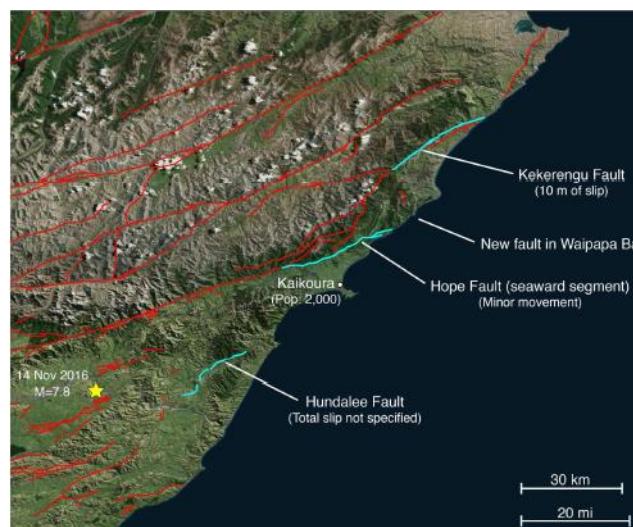 Kekerengu Fault
(10 m of slip)
New fault in Waipapa Ba
Kaikoura
(Pop: 2,000)
Hope Fault (seaward segment)
(Minor movement)
14 Nov 2016
M=7.8
Hundalee Fault
(Total slip not specified)
30 km
20 mi